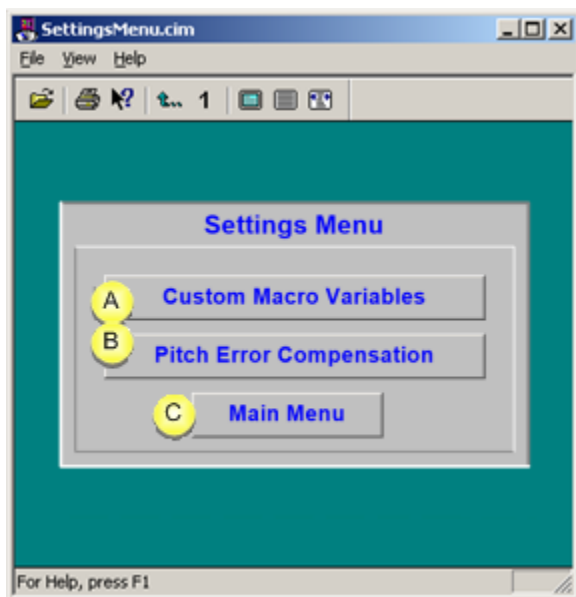 SettingsMenu.cim
File View Help
1
Settings Menu
A Custom Macro Variables
B Pitch Error Compensation
C Main Menu
For Help, press F1